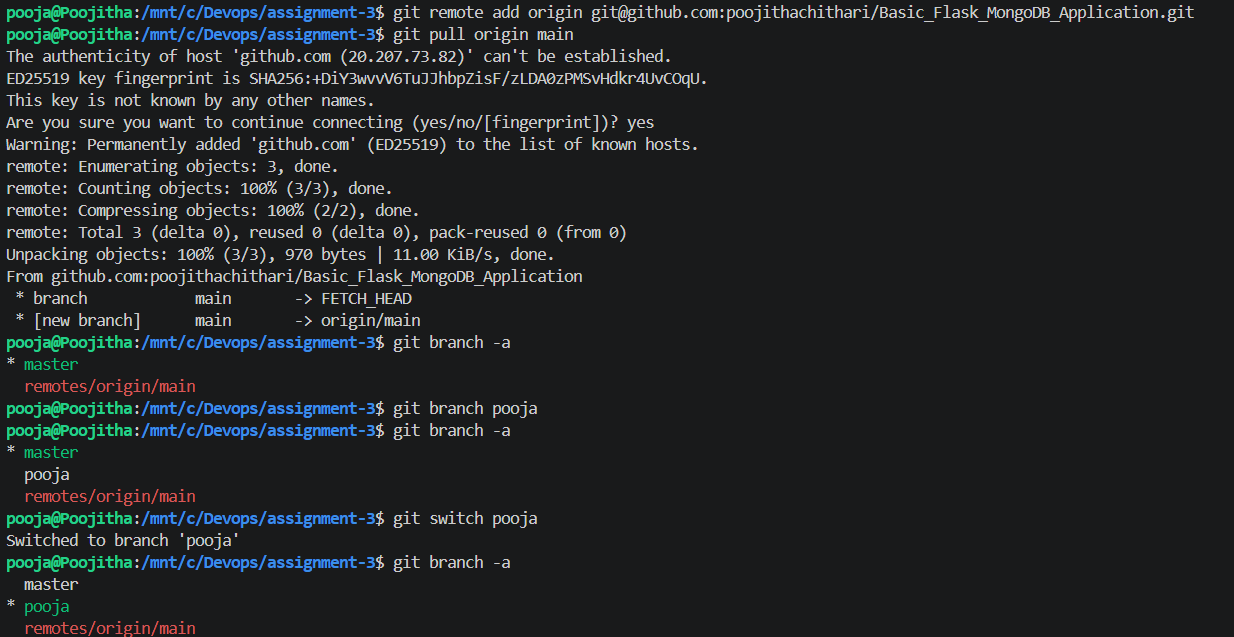 pooja@Poojitha:/mnt/c/Devops/assignment-3$ git remote add origin git@github.com:poojithachithari/Basic_Flask_MongoDB_Application.git
pooja@Poojitha:/mnt/c/Devops/assignment-3$ git pull origin main
The authenticity of host 'github.com (20.207.73.82)' can't be established.
ED25519 key fingerprint is SHA256:+DiY3wvvV6TuJJhbpZisF/zLDA0zPMSvHdkr4UvCOqU.
This key is not known by any other names.
Are you sure you want to continue connecting (yes/no/[fingerprint])? yes
Warning: Permanently added 'github.com' (ED25519) to the list of known hosts.
remote: Enumerating objects: 3, done.
remote: Counting objects: 100% (3/3), done.
remote: Compressing objects: 100% (2/2), done.
remote: Total 3 (delta 0), reused 0 (delta 0), pack-reused 0 (from 0)
Unpacking objects: 100% (3/3), 970 bytes | 11.00 KiB/s, done.
From github.com:poojithachithari/Basic_Flask_MongoDB_Application
 * branch            main       -> FETCH_HEAD
 * [new branch]      main       -> origin/main
pooja@Poojitha:/mnt/c/Devops/assignment-3$ git branch -a
* master
  remotes/origin/main
pooja@Poojitha:/mnt/c/Devops/assignment-3$ git branch pooja
pooja@Poojitha:/mnt/c/Devops/assignment-3$ git branch -a
* master
  pooja
  remotes/origin/main
pooja@Poojitha:/mnt/c/Devops/assignment-3$ git switch pooja
Switched to branch 'pooja'
pooja@Poojitha:/mnt/c/Devops/assignment-3$ git branch -a
  master
* pooja
  remotes/origin/main